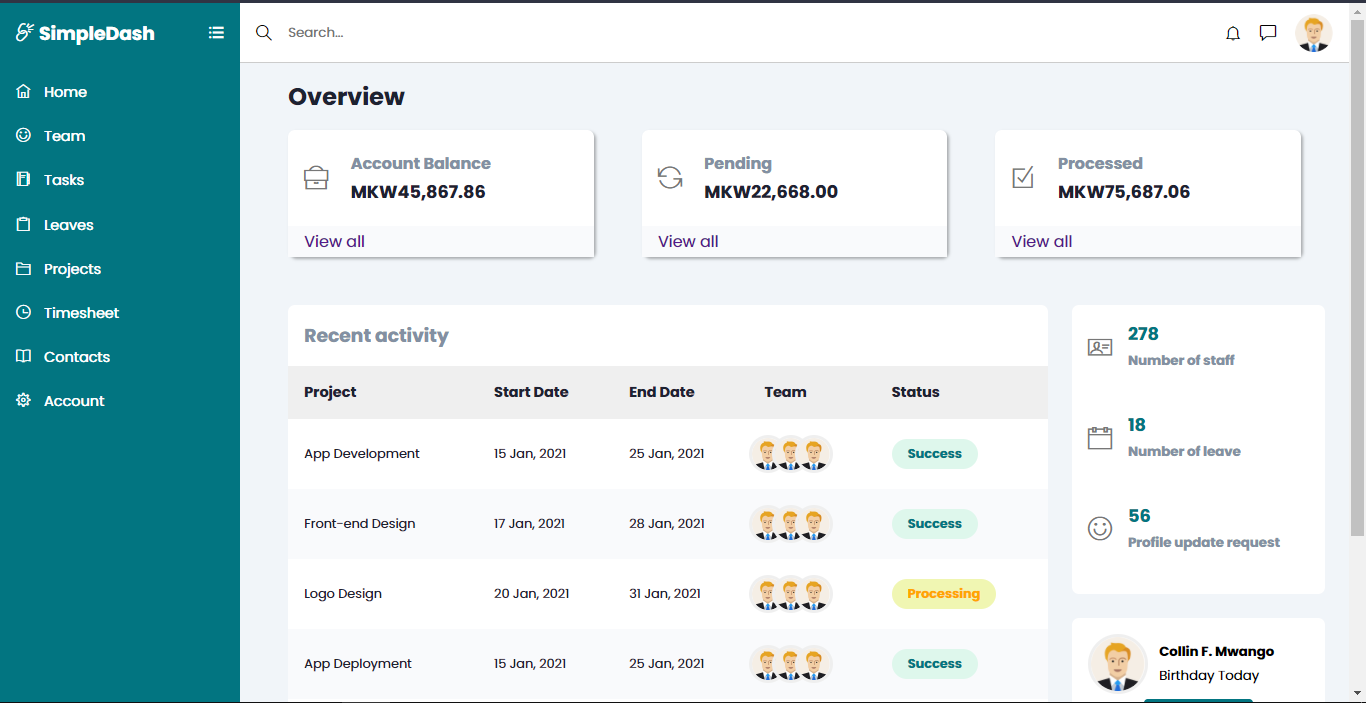 SimpleDash
Search...
Home
Team
Tasks
Leaves
Projects
Timesheet
Contacts
Account
Overview
Account Balance
MKW45,867.86
View all
Pending
MKW22,668.00
View all
Processed
MKW75,687.06
View all
Recent activity
Project Start Date End Date Team Status
App Development 15 Jan, 2021 25 Jan, 2021 Success
Front-end Design 17 Jan, 2021 28 Jan, 2021 Success
Logo Design 20 Jan, 2021 31 Jan, 2021 Processing
App Deployment 15 Jan, 2021 25 Jan, 2021 Success
278
Number of staff
18
Number of leave
56
Profile update request
Collin F. Mwango
Birthday Today